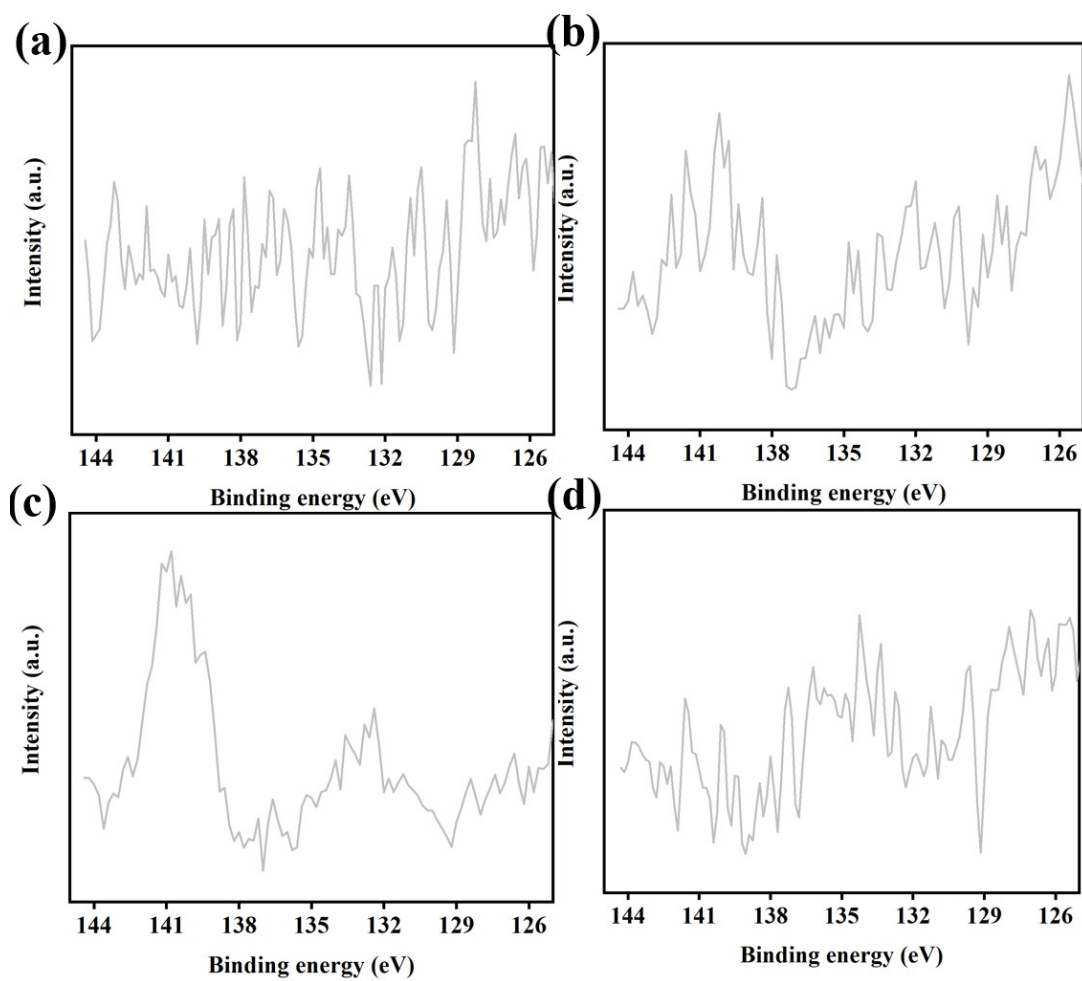 (a)
Intensity (a.u.)
144 141 138 135 132 129 126
Binding energy (eV)
(b)
Intensity (a.u.)
144 141 138 135 132 129 126
Binding energy (eV)
(c)
Intensity (a.u.)
144 141 138 135 132 129 126
Binding energy (eV)
(d)
Intensity (a.u.)
144 141 138 135 132 129 126
Binding energy (eV)